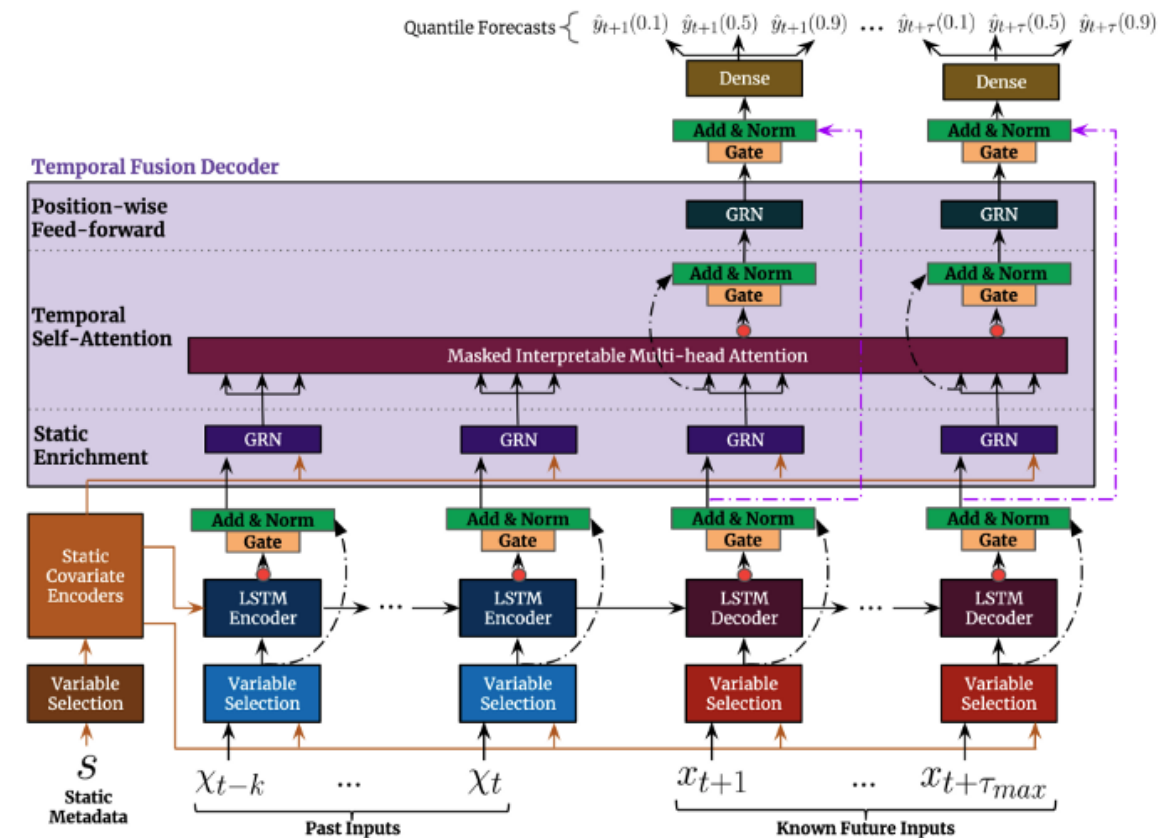 Quantile Forecasts { ŷt+1(0.1) ŷt+1(0.5) ŷt+1(0.9) ... ŷt+τ(0.1) ŷt+τ(0.5) ŷt+τ(0.9)
Dense Dense
Add & Norm Add & Norm
Gate Gate
Temporal Fusion Decoder
Position-wise
Feed-forward
GRN GRN
Add & Norm Add & Norm
Gate Gate
Temporal
Self-Attention
Masked Interpretable Multi-head Attention
Static
Enrichment
GRN GRN GRN GRN
Add & Norm Add & Norm Add & Norm Add & Norm
Gate Gate Gate Gate
Static
Covariate
Encoders
LSTM
Encoder
...
LSTM
Encoder
LSTM
Decoder
...
LSTM
Decoder
Variable
Selection
Variable
Selection
Variable
Selection
Variable
Selection
Variable
Selection
s χt−k ... χt xt+1 ... xt+τmax
Static
Metadata
Past Inputs Known Future Inputs